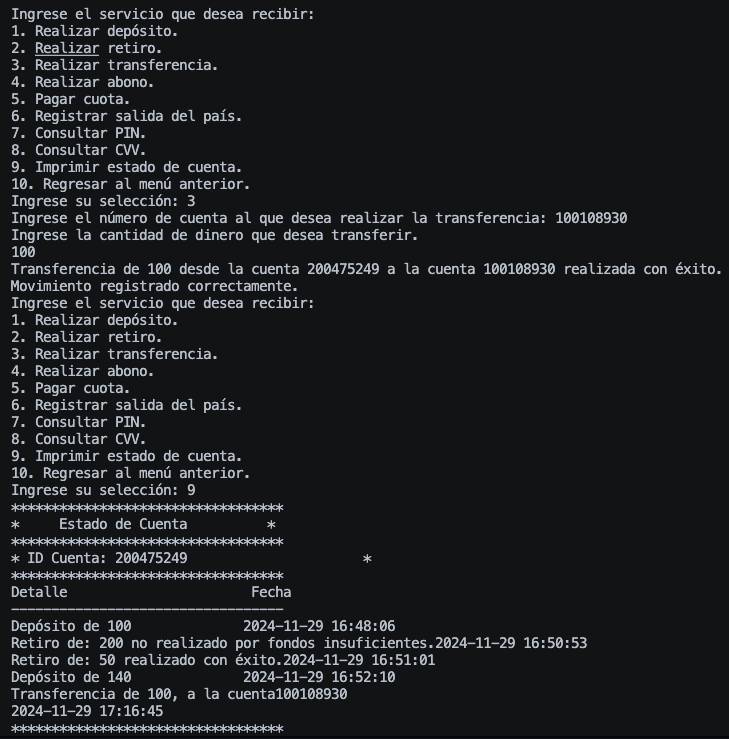 Ingrese el servicio que desea recibir:
1. Realizar depósito.
2. Realizar retiro.
3. Realizar transferencia.
4. Realizar abono.
5. Pagar cuota.
6. Registrar salida del país.
7. Consultar PIN.
8. Consultar CVV.
9. Imprimir estado de cuenta.
10. Regresar al menú anterior.
Ingrese su selección: 3
Ingrese el número de cuenta al que desea realizar la transferencia: 100108930
Ingrese la cantidad de dinero que desea transferir.
100
Transferencia de 100 desde la cuenta 200475249 a la cuenta 100108930 realizada con éxito.
Movimiento registrado correctamente.
Ingrese el servicio que desea recibir:
1. Realizar depósito.
2. Realizar retiro.
3. Realizar transferencia.
4. Realizar abono.
5. Pagar cuota.
6. Registrar salida del país.
7. Consultar PIN.
8. Consultar CVV.
9. Imprimir estado de cuenta.
10. Regresar al menú anterior.
Ingrese su selección: 9
**********************************
*     Estado de Cuenta          *
**********************************
* ID Cuenta: 200475249                      *
**********************************
Detalle                       Fecha
----------------------------------
Depósito de 100              2024-11-29 16:48:06
Retiro de: 200 no realizado por fondos insuficientes.2024-11-29 16:50:53
Retiro de: 50 realizado con éxito.2024-11-29 16:51:01
Depósito de 140              2024-11-29 16:52:10
Transferencia de 100, a la cuenta100108930
2024-11-29 17:16:45
**********************************